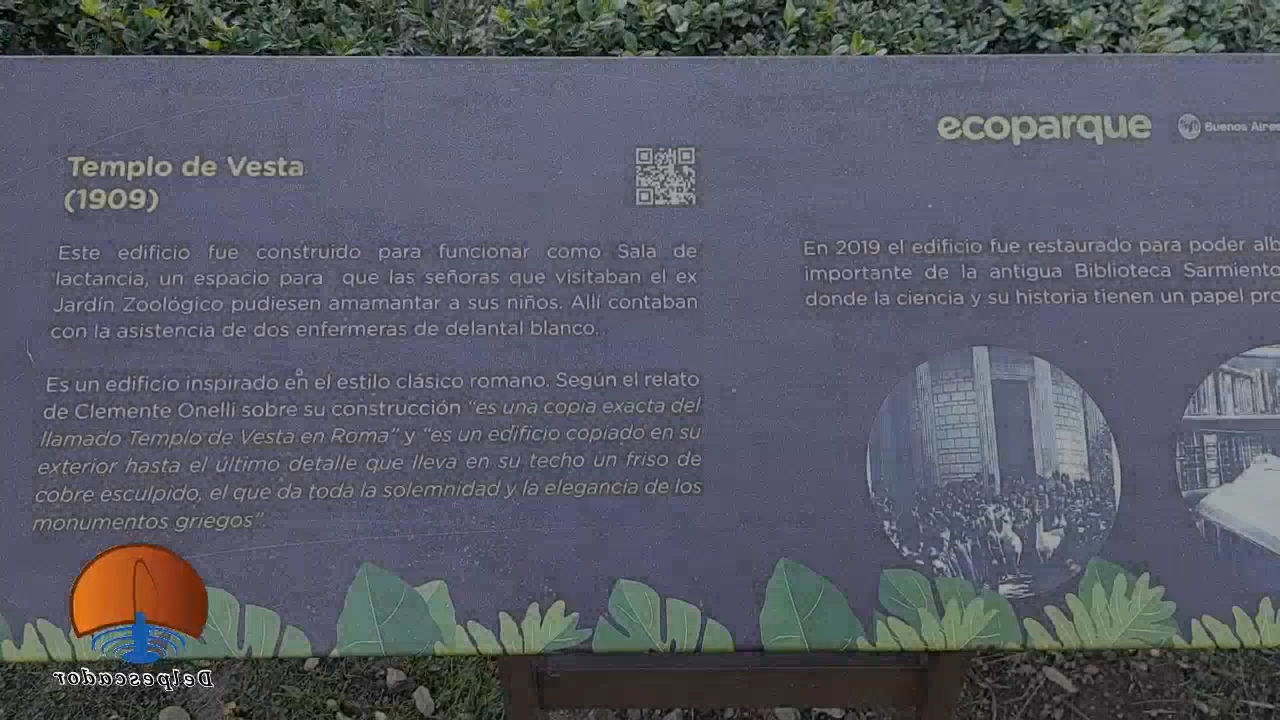 ecoparque
Buenos Aires
Templo de Vesta
(1909)
Este edificio fue construido para funcionar como Sala de
lactancia, un espacio para que las señoras que visitaban el ex
Jardín Zoológico pudiesen amamantar a sus niños. Allí contaban
con la asistencia de dos enfermeras de delantal blanco.
Es un edificio inspirado en el estilo clásico romano. Según el relato
de Clemente Onelli sobre su construcción “es una copia exacta del
llamado Templo de Vesta en Roma” y “es un edificio copiado en su
exterior hasta el último detalle que lleva en su techo un friso de
cobre esculpido, el que da toda la solemnidad y la elegancia de los
monumentos griegos”.
En 2019 el edificio fue restaurado para poder alb
importante de la antigua Biblioteca Sarmiento
donde la ciencia y su historia tienen un papel pro
Delpescador